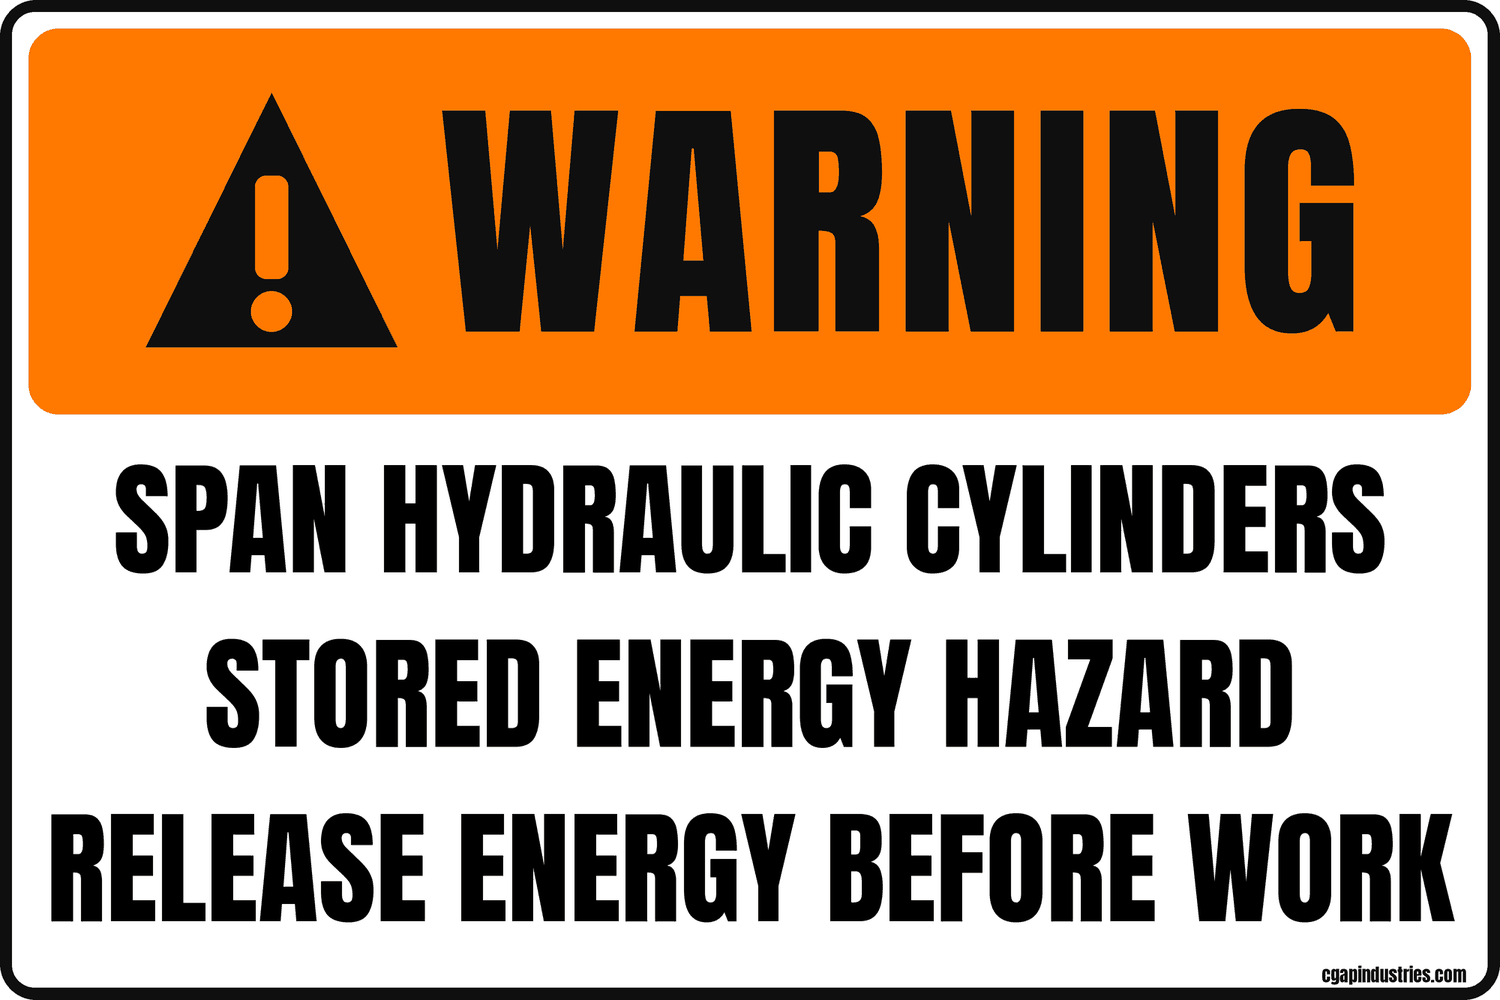 WARNING
SPAN HYDRAULIC CYLINDERS
STORED ENERGY HAZARD
RELEASE ENERGY BEFORE WORK
cgapindustries.com